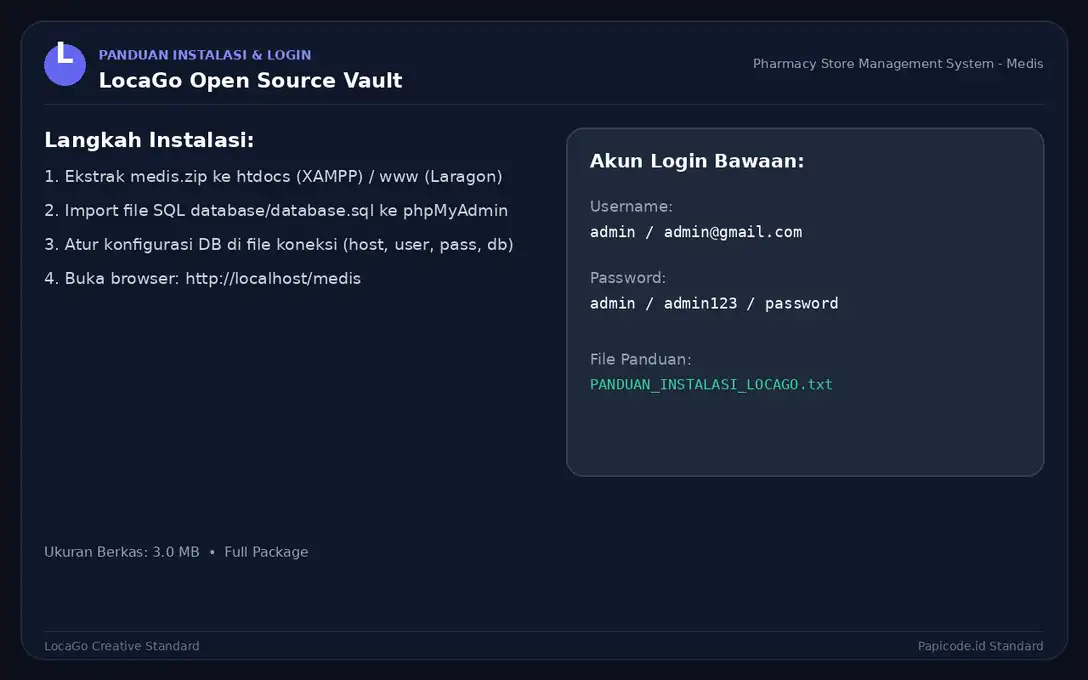 L
PANDUAN INSTALASI & LOGIN
LocaGo Open Source Vault
Pharmacy Store Management System - Medis
Langkah Instalasi:
1. Ekstrak medis.zip ke htdocs (XAMPP) / www (Laragon)
2. Import file SQL database/database.sql ke phpMyAdmin
3. Atur konfigurasi DB di file koneksi (host, user, pass, db)
4. Buka browser: http://localhost/medis
Akun Login Bawaan:
Username:
admin / admin@gmail.com
Password:
admin / admin123 / password
File Panduan:
PANDUAN_INSTALASI_LOCAGO.txt
Ukuran Berkas: 3.0 MB • Full Package
LocaGo Creative Standard
Papicode.id Standard